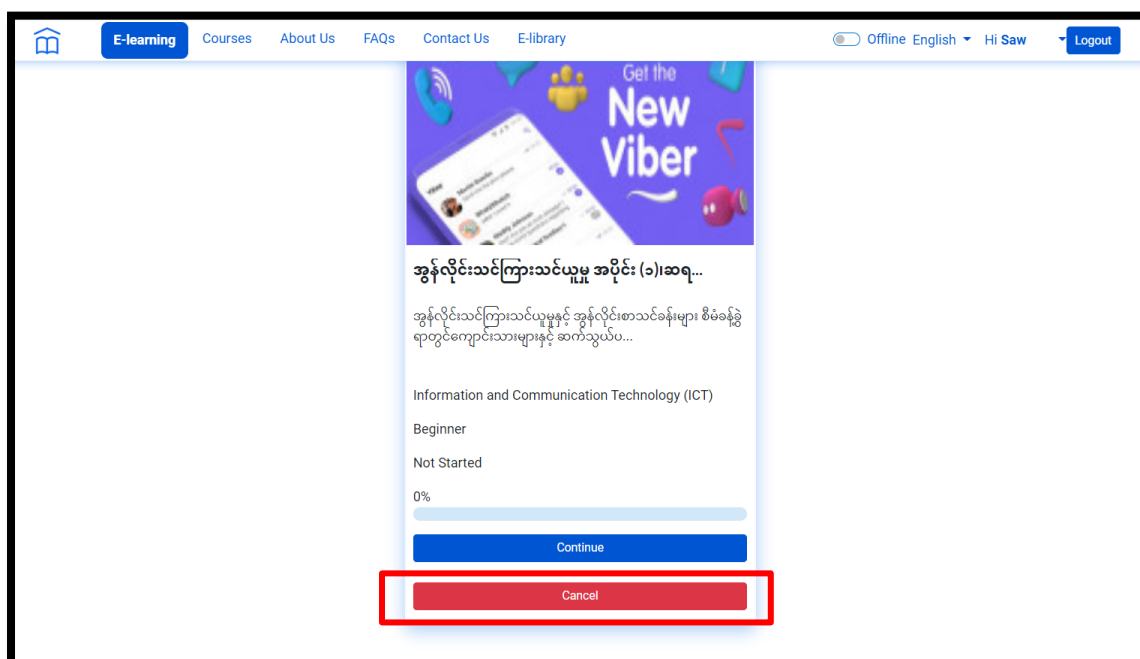 E-learning Courses About Us FAQs Contact Us E-library Offline English Hi Saw Logout
Get the
New
Viber
အွန်လိုင်းသင်ကြားသင်ယူမှု အပိုင်း (၁)၊ဆရ...
အွန်လိုင်းသင်ကြားသင်ယူမှုနှင့် အွန်လိုင်းစာသင်ခန်းများ စီမံခန့်ခွဲ
ရာတွင်ကျောင်းသားများနှင့် ဆက်သွယ်ပ...
Information and Communication Technology (ICT)
Beginner
Not Started
0%
Continue
Cancel